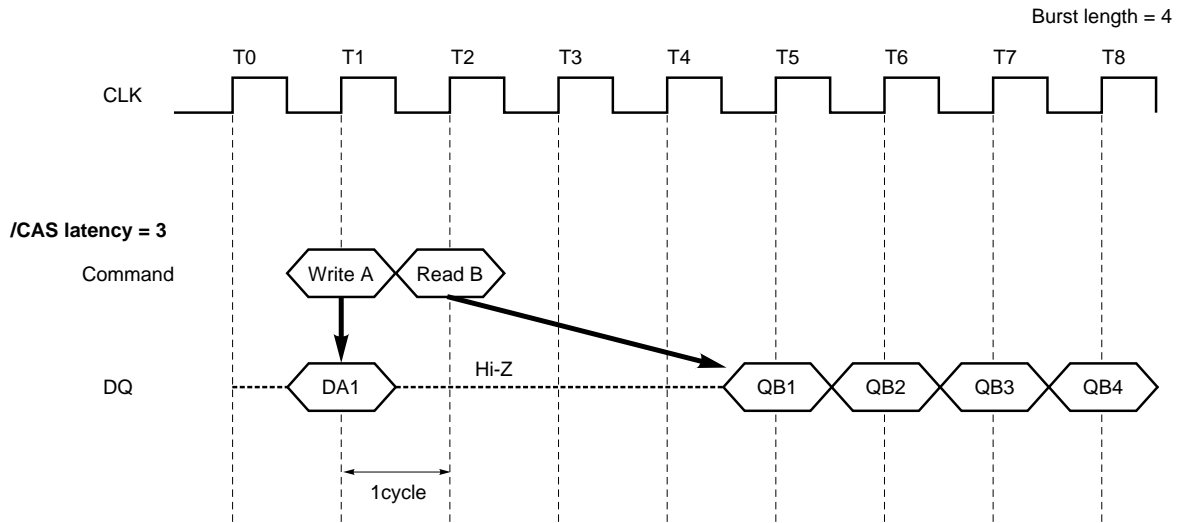 Burst length = 4
T0 T1 T2 T3 T4 T5 T6 T7 T8
CLK
/CAS latency = 3
Command Write A Read B
Hi-Z
DQ DA1 QB1 QB2 QB3 QB4
1cycle